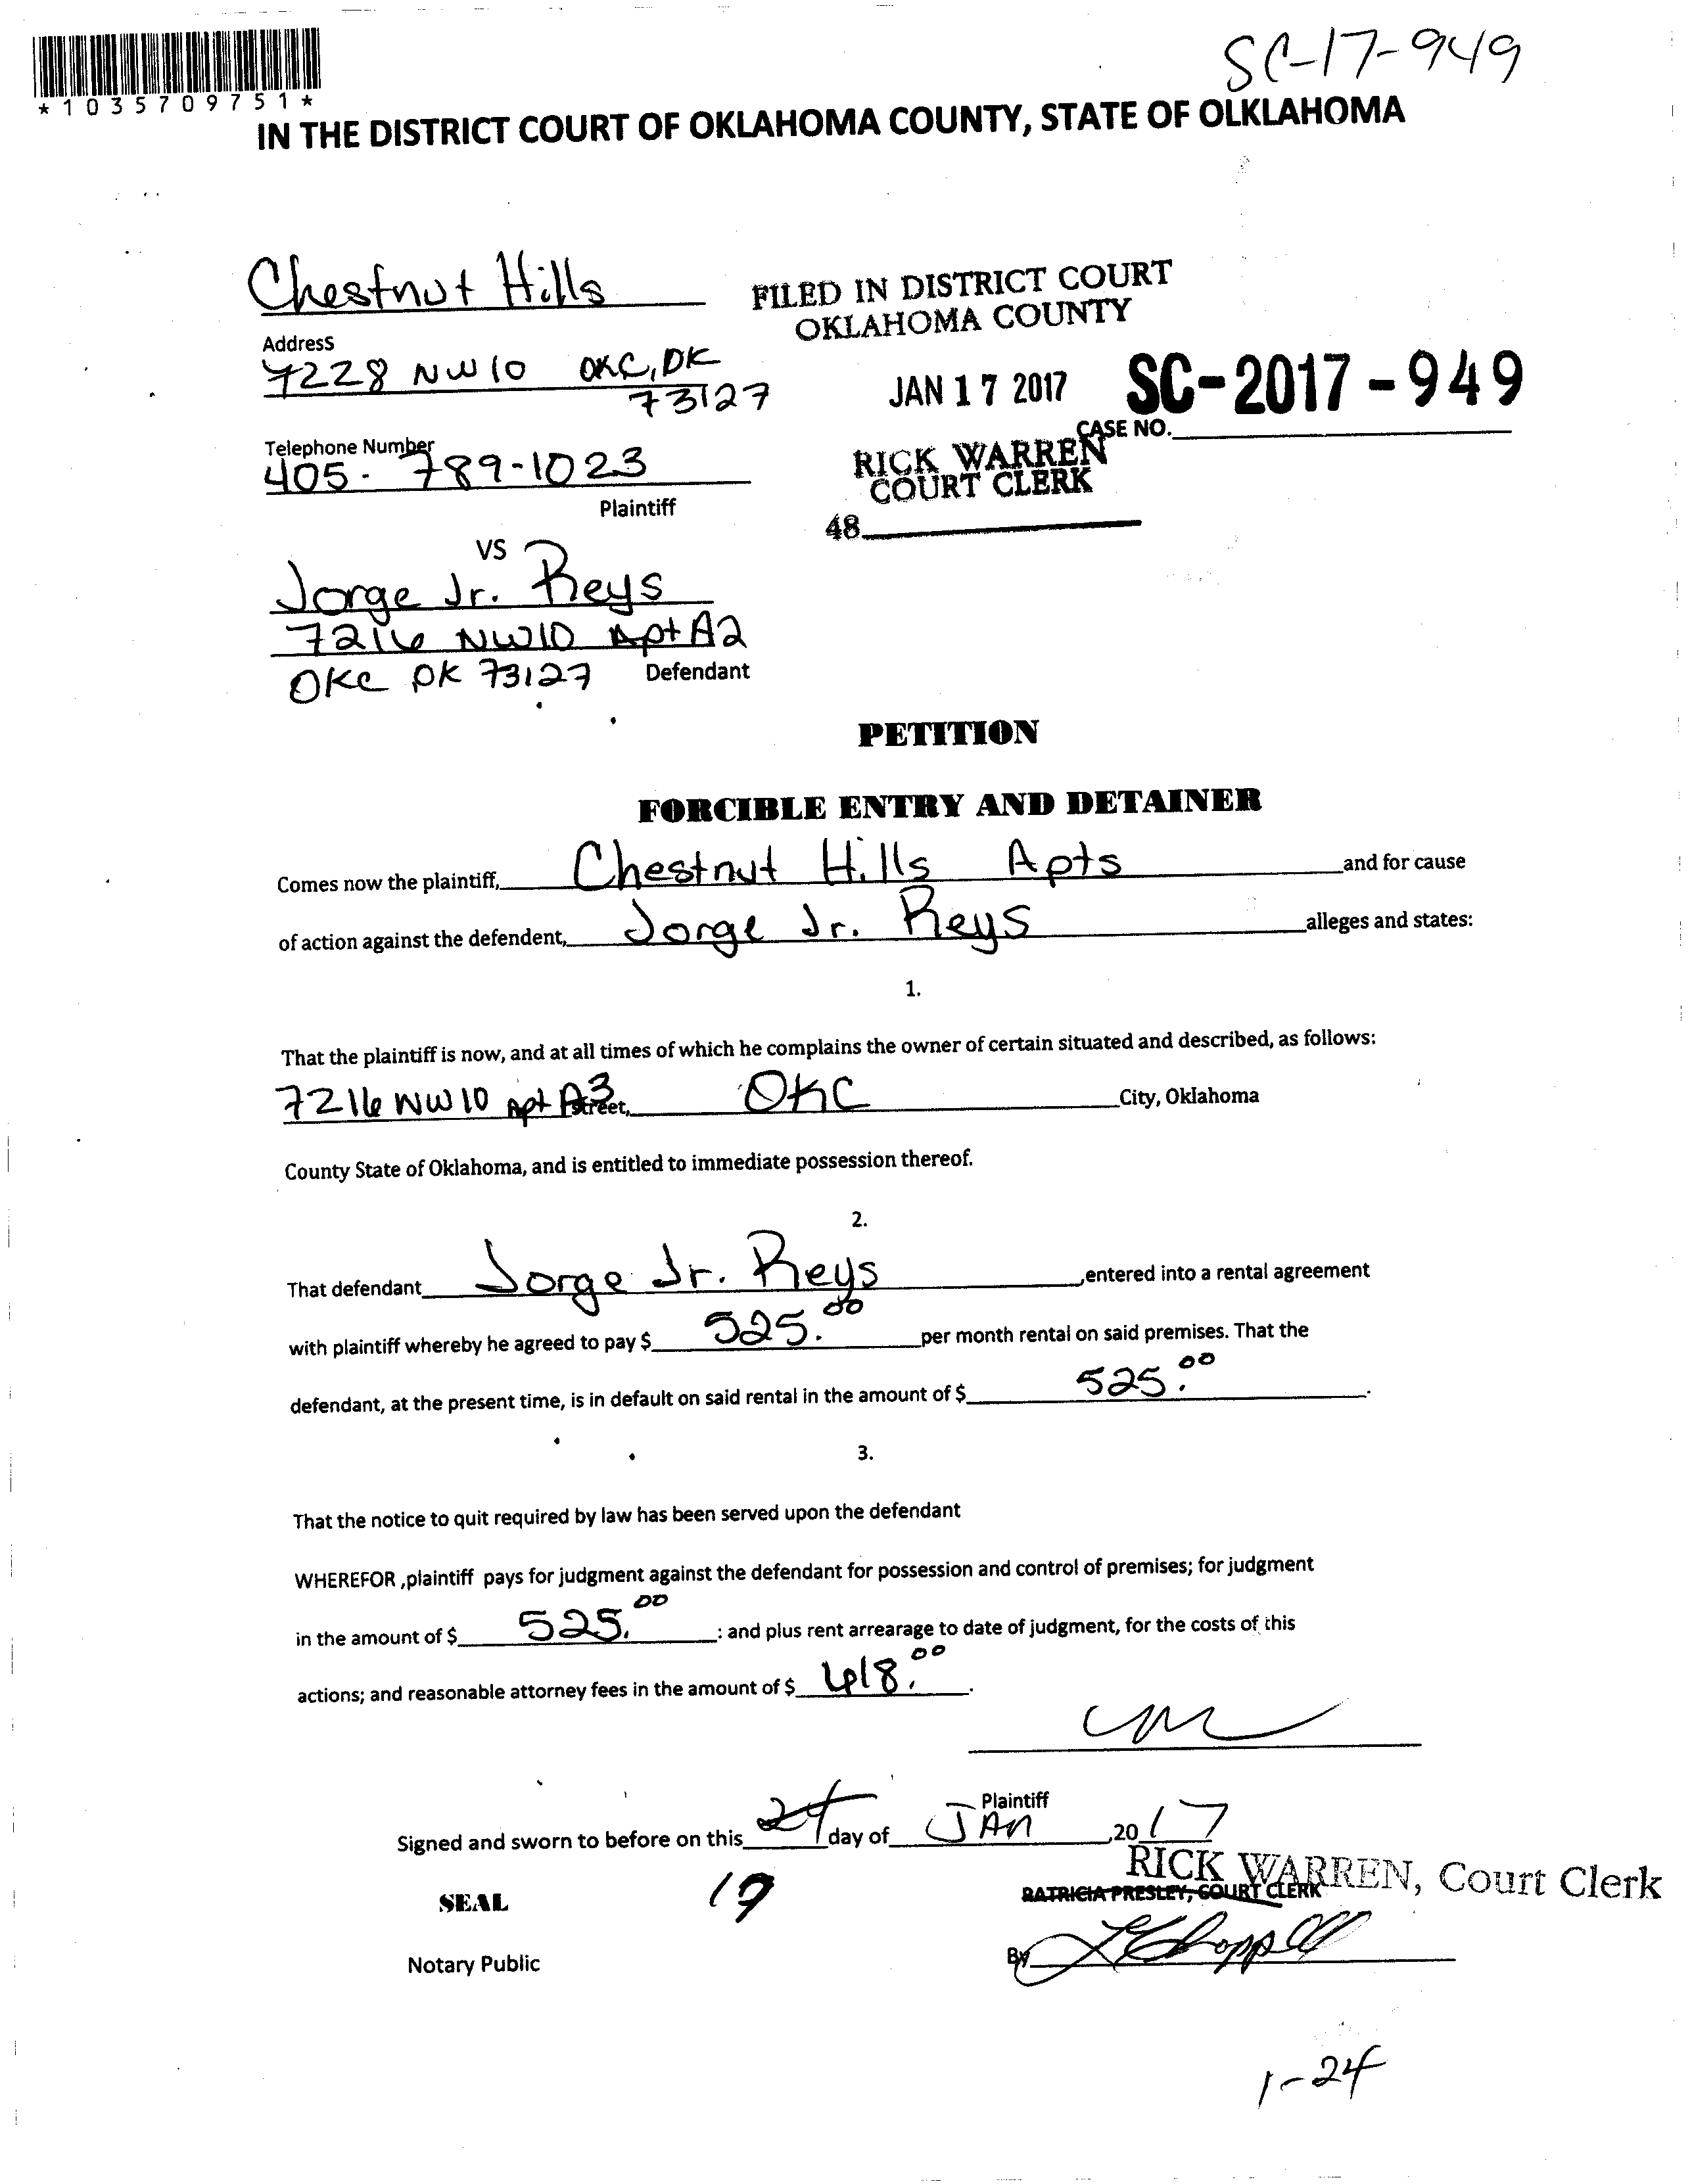 SC-17-949
*1035709751*
IN THE DISTRICT COURT OF OKLAHOMA COUNTY, STATE OF OLKLAHOMA
Chestnut Hills
FILED IN DISTRICT COURT
OKLAHOMA COUNTY
Address
7228 NW 10 OKC, OK
73127
JAN 17 2017 SC-2017-949
CASE NO.
Telephone Number
405-789-1023
RICK WARREN
COURT CLERK
Plaintiff
48
VS
Jorge Jr. Reys
7216 NW10 Apt A2
OKC OK 73127 Defendant
PETITION
FORCIBLE ENTRY AND DETAINER
Comes now the plaintiff, Chestnut Hills Apts and for cause
of action against the defendent, Jorge Jr. Reys alleges and states:
1.
That the plaintiff is now, and at all times of which he complains the owner of certain situated and described, as follows:
7216 NW 10 Apt A3 Street, OKC City, Oklahoma
County State of Oklahoma, and is entitled to immediate possession thereof.
2.
That defendant Jorge Jr. Reys ,entered into a rental agreement
with plaintiff whereby he agreed to pay $ 525.00 per month rental on said premises. That the
defendant, at the present time, is in default on said rental in the amount of $ 525.00.
3.
That the notice to quit required by law has been served upon the defendant
WHEREFOR ,plaintiff pays for judgment against the defendant for possession and control of premises; for judgment
in the amount of $ 525.00 : and plus rent arrearage to date of judgment, for the costs of this
actions; and reasonable attorney fees in the amount of $ 618.00.
Plaintiff
Signed and sworn to before on this 24 day of JAN ,2017
RICK WARREN, Court Clerk
PATRICIA PRESLEY, COURT CLERK
SEAL
Notary Public
By
1-24